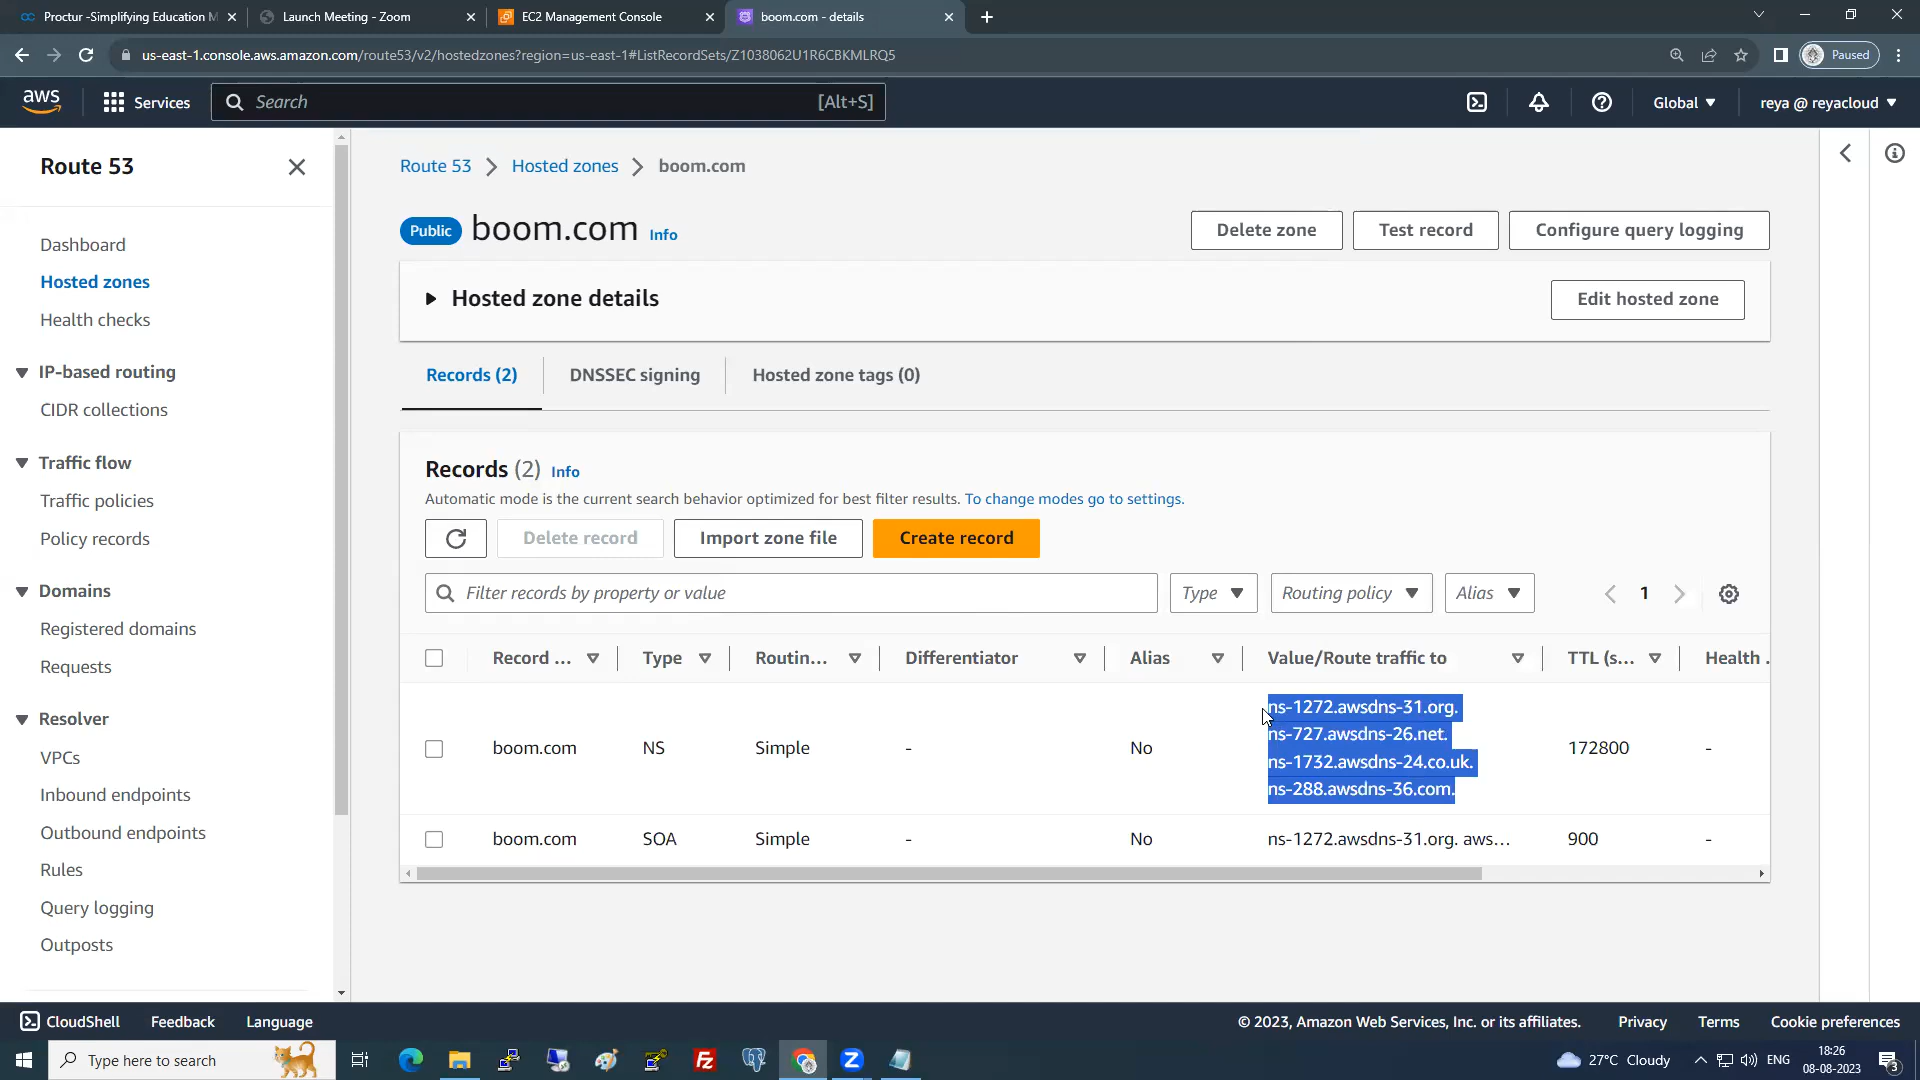 Proctur -Simplifying Education M
Launch Meeting - Zoom
EC2 Management Console
boom.com - details
us-east-1.console.aws.amazon.com/route53/v2/hostedzones?region=us-east-1#ListRecordSets/Z1038062U1R6CBKMLRQ5
Paused
aws
Services
Search
[Alt+S]
Global
reya @ reyacloud
Route 53
Dashboard
Hosted zones
Health checks
IP-based routing
CIDR collections
Traffic flow
Traffic policies
Policy records
Domains
Registered domains
Requests
Resolver
VPCs
Inbound endpoints
Outbound endpoints
Rules
Query logging
Outposts
Route 53 > Hosted zones > boom.com
Public boom.com Info
Delete zone
Test record
Configure query logging
Hosted zone details
Edit hosted zone
Records (2)
DNSSEC signing
Hosted zone tags (0)
Records (2) Info
Automatic mode is the current search behavior optimized for best filter results. To change modes go to settings.
Delete record
Import zone file
Create record
Filter records by property or value
Type
Routing policy
Alias
1
Record ... Type Routin... Differentiator Alias Value/Route traffic to TTL (s... Health .
ns-1272.awsdns-31.org.
ns-727.awsdns-26.net.
boom.com NS Simple - No 172800 -
ns-1732.awsdns-24.co.uk.
ns-288.awsdns-36.com.
boom.com SOA Simple - No ns-1272.awsdns-31.org. aws... 900 -
CloudShell
Feedback
Language
© 2023, Amazon Web Services, Inc. or its affiliates.
Privacy
Terms
Cookie preferences
Type here to search
27°C Cloudy
ENG
18:26
08-08-2023
3